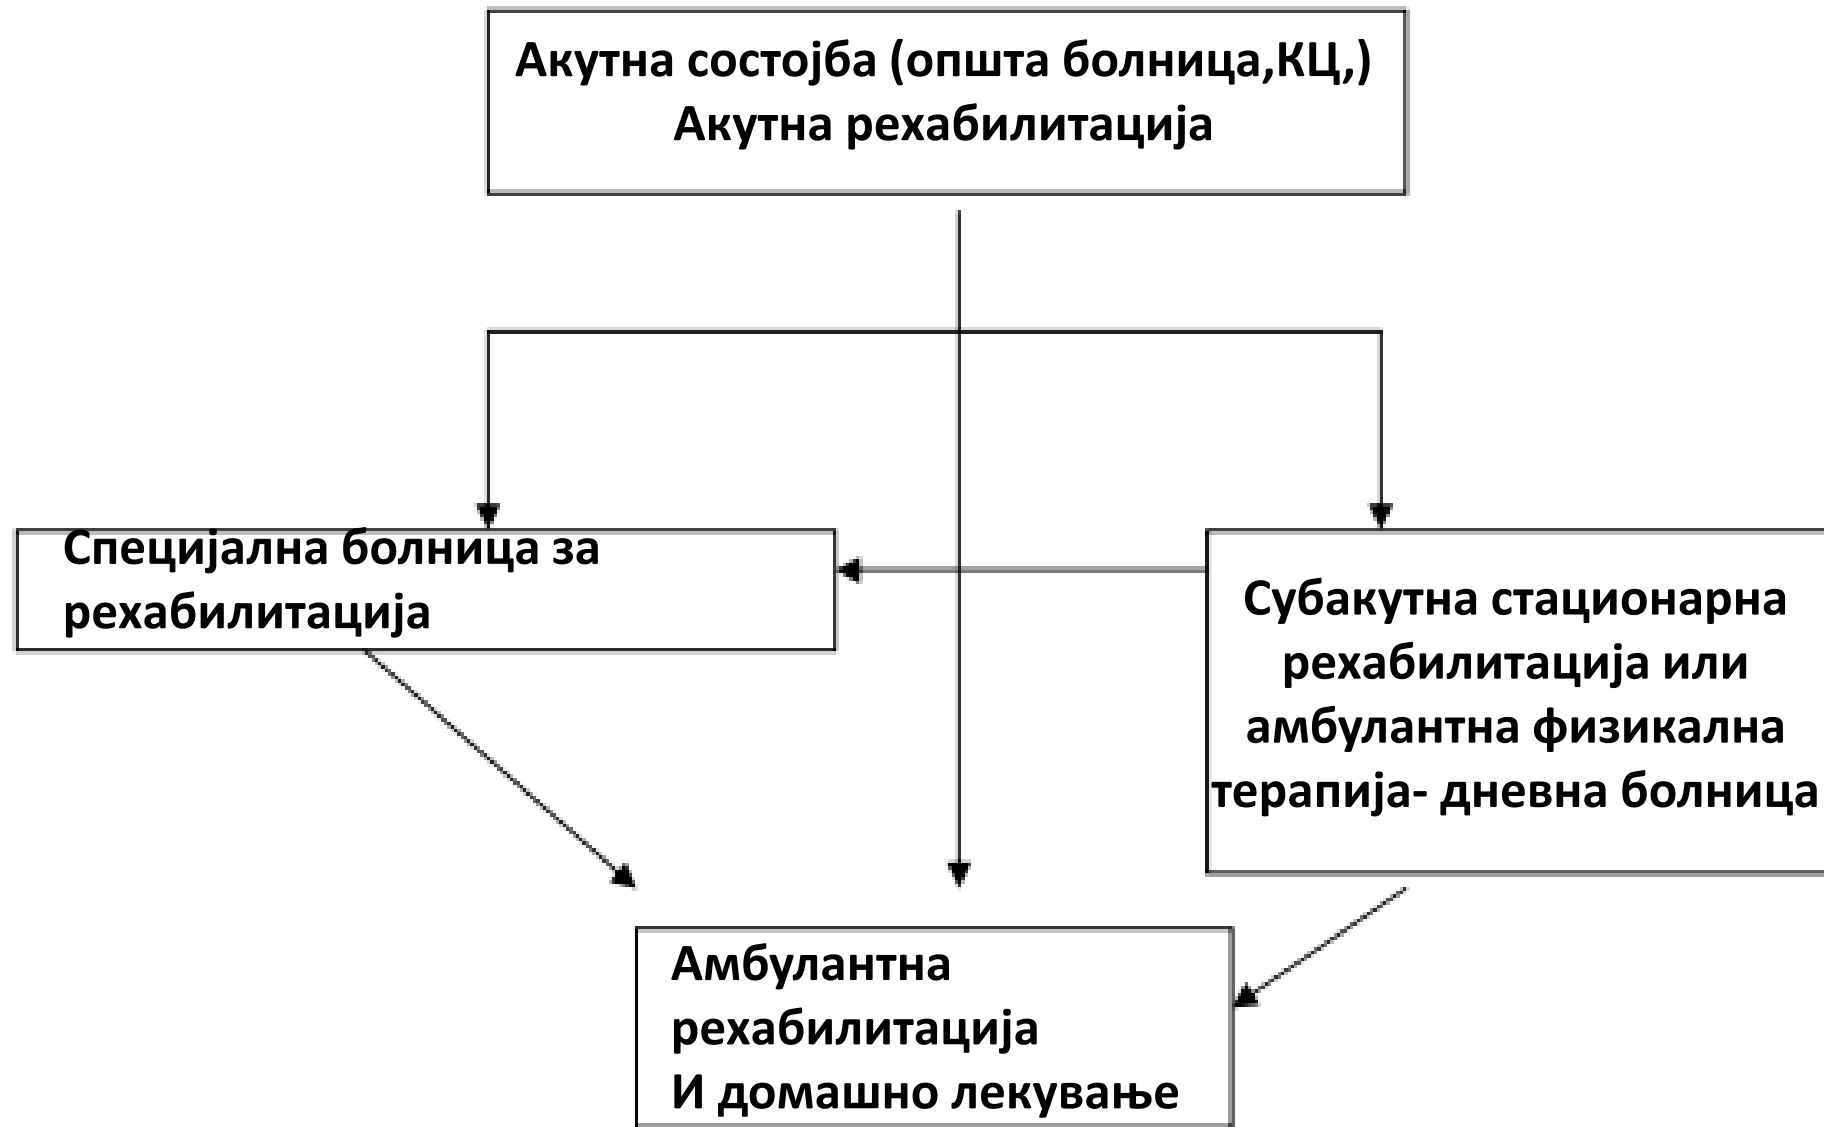 Акутна состојба (општа болница,КЦ,)
Акутна рехабилитација
Специјална болница за
рехабилитација
Субакутна стационарна
рехабилитација или
амбулантна физикална
терапија- дневна болница
Амбулантна
рехабилитација
И домашно лекување